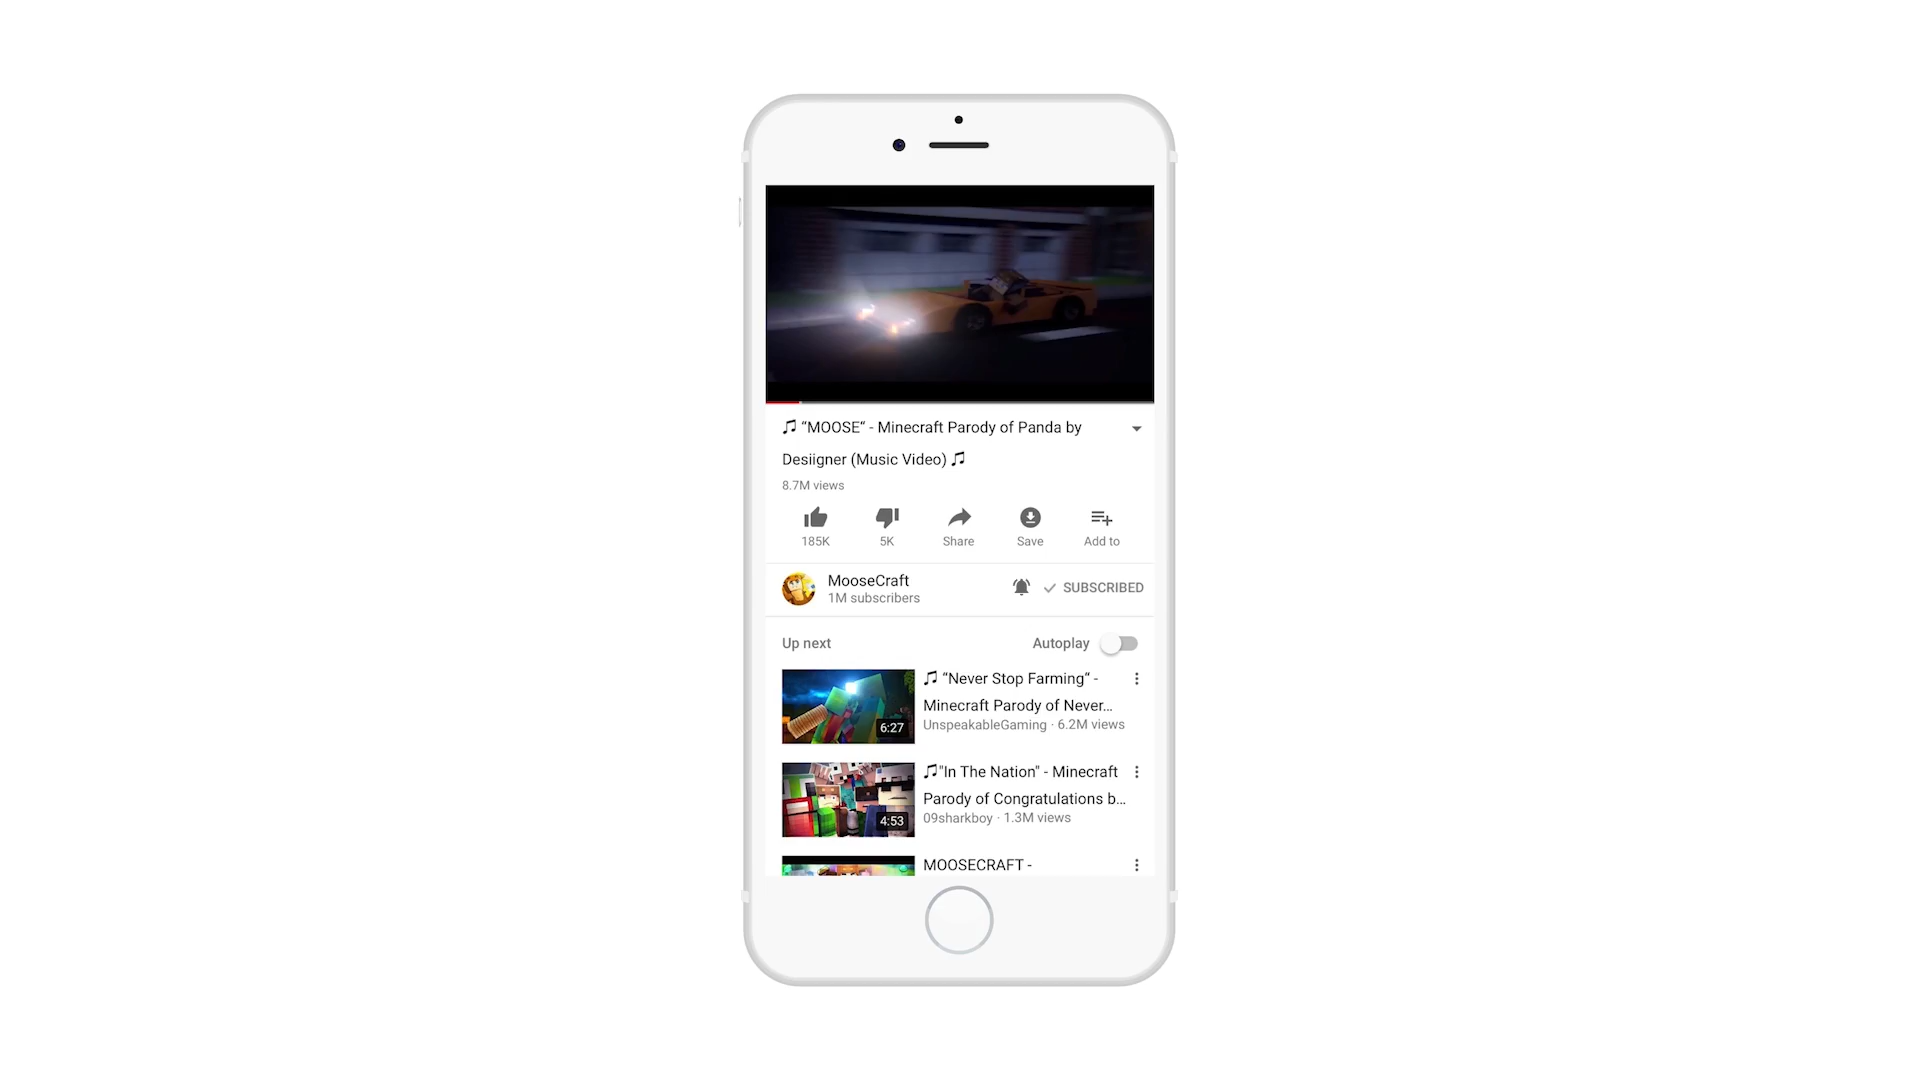 🎵 “MOOSE“ - Minecraft Parody of Panda by
Desiigner (Music Video) 🎵
8.7M views
185K 5K Share Save Add to
MooseCraft
1M subscribers
SUBSCRIBED
Up next Autoplay
🎵 “Never Stop Farming“ -
Minecraft Parody of Never...
UnspeakableGaming · 6.2M views
6:27
🎵"In The Nation" - Minecraft
Parody of Congratulations b...
09sharkboy · 1.3M views
4:53
MOOSECRAFT -